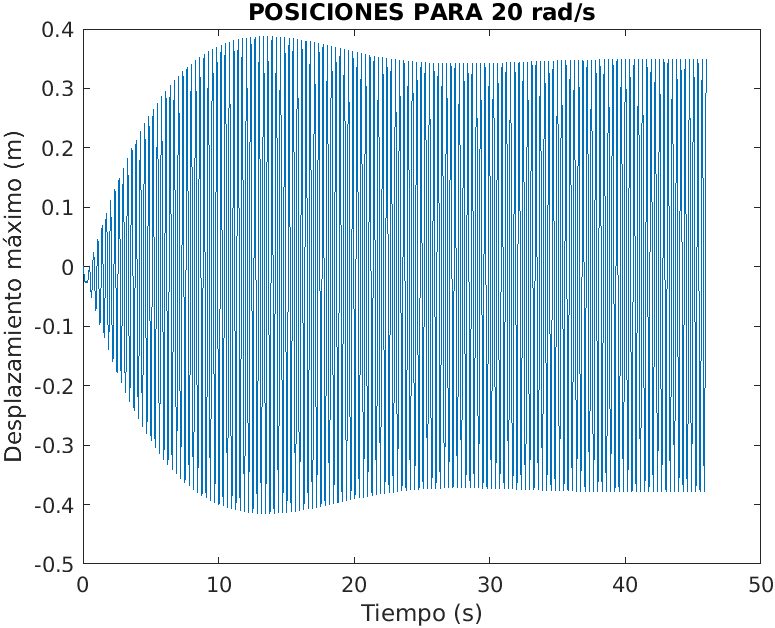 POSICIONES PARA 20 rad/s
Desplazamiento máximo (m)
0.4
0.3
0.2
0.1
0
-0.1
-0.2
-0.3
-0.4
-0.5
0 10 20 30 40 50
Tiempo (s)